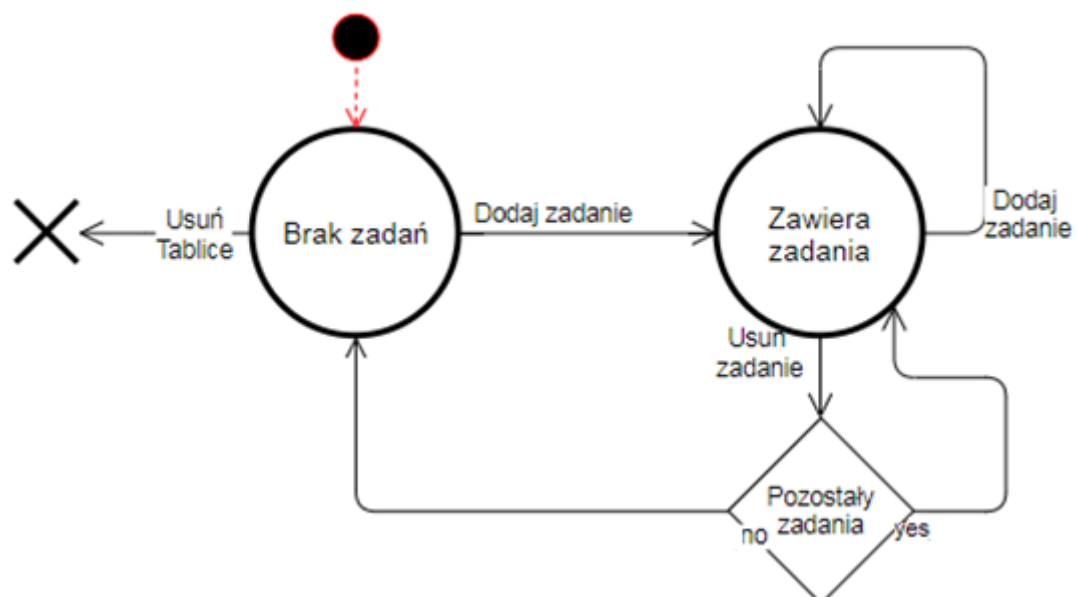 Usuń
Tablice
Brak zadań
Dodaj zadanie
Zawiera
zadania
Dodaj
zadanie
Usuń
zadanie
Pozostały
zadania
no
yes